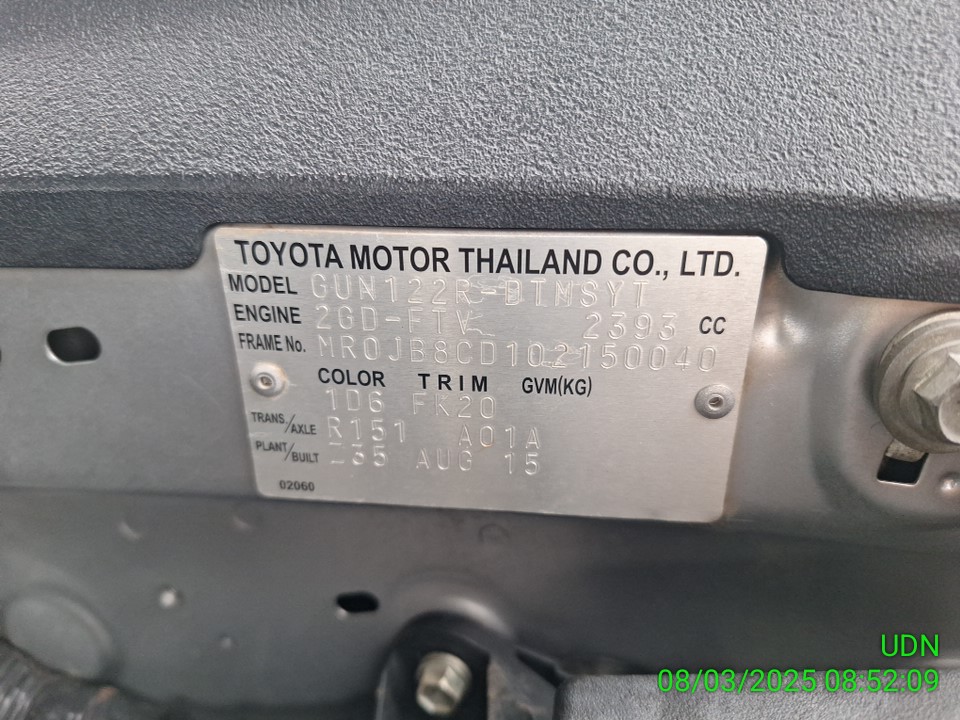 TOYOTA MOTOR THAILAND CO., LTD.
MODEL GUN122R-DTMSYT
ENGINE 2GD-FTV 2393 CC
FRAME No. MR0JB8CD102150040
COLOR TRIM GVM(KG)
1D6 FK20
TRANS/AXLE R151 A01A
PLANT/BUILT Z35 AUG 15
02060
UDN
08/03/2025 08:52:09